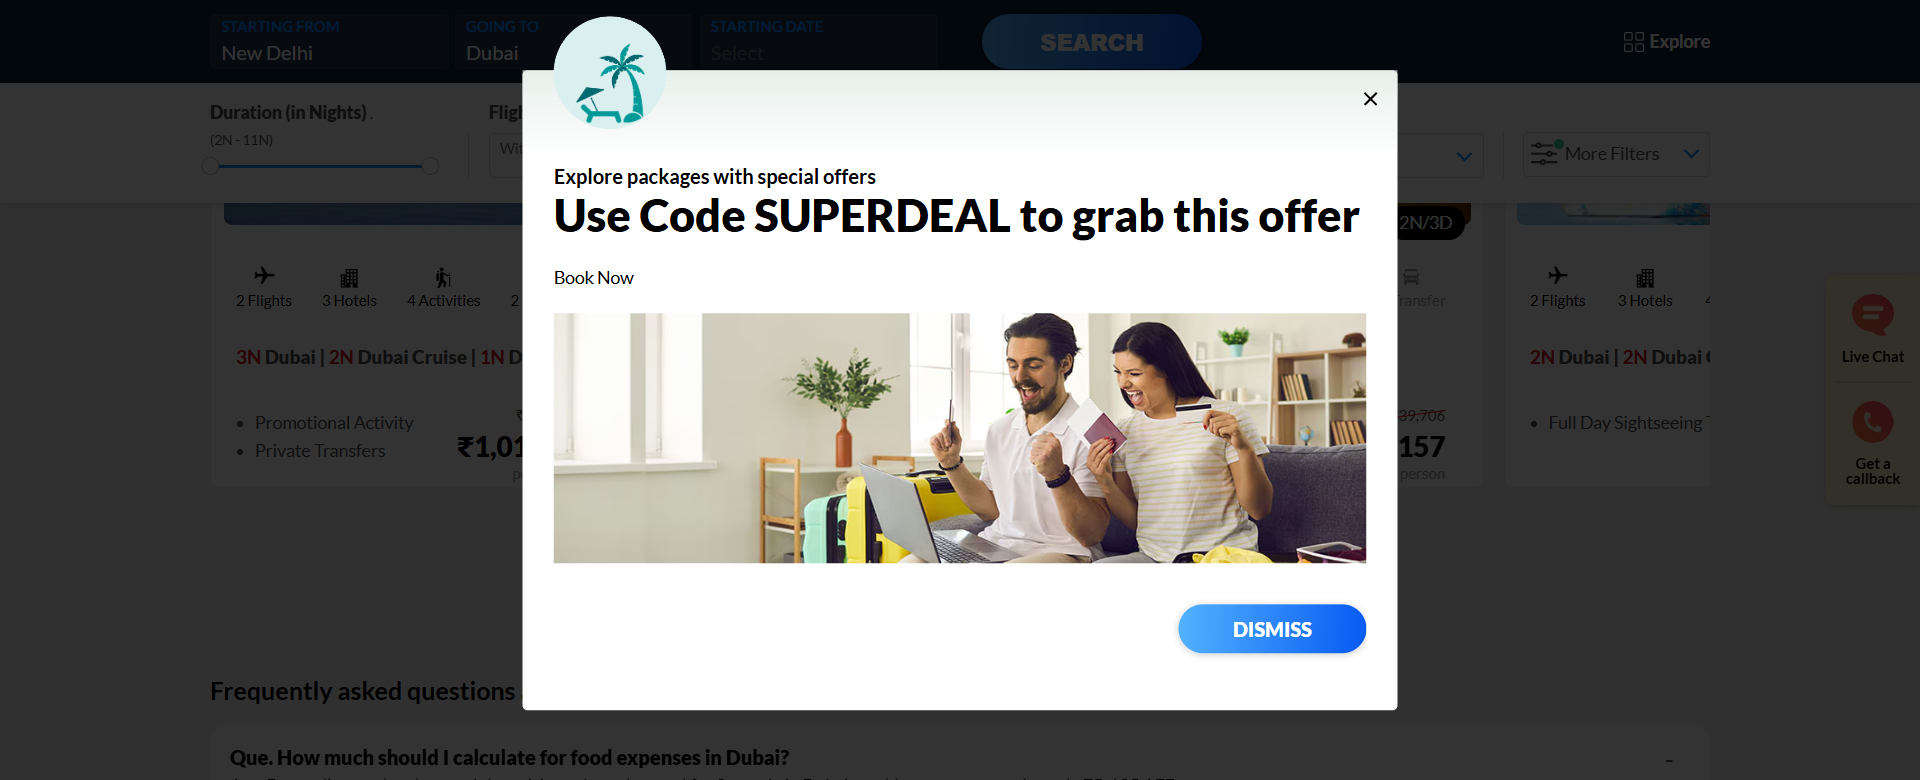 STARTING FROM
New Delhi
GOING TO
Dubai
STARTING DATE
Select
SEARCH
Explore
Duration (in Nights) .
(2N - 11N)
More Filters
Explore packages with special offers
Use Code SUPERDEAL to grab this offer
Book Now
DISMISS
2N/3D
2 Flights
3 Hotels
4 Activities
2
2 Flights
3 Hotels
3N Dubai | 2N Dubai Cruise | 1N D
2N Dubai | 2N Dubai
Promotional Activity
Private Transfers
₹1,01
39,706
157
person
Full Day Sightseeing
Live Chat
Get a
callback
Frequently asked questions
Que. How much should I calculate for food expenses in Dubai?
-